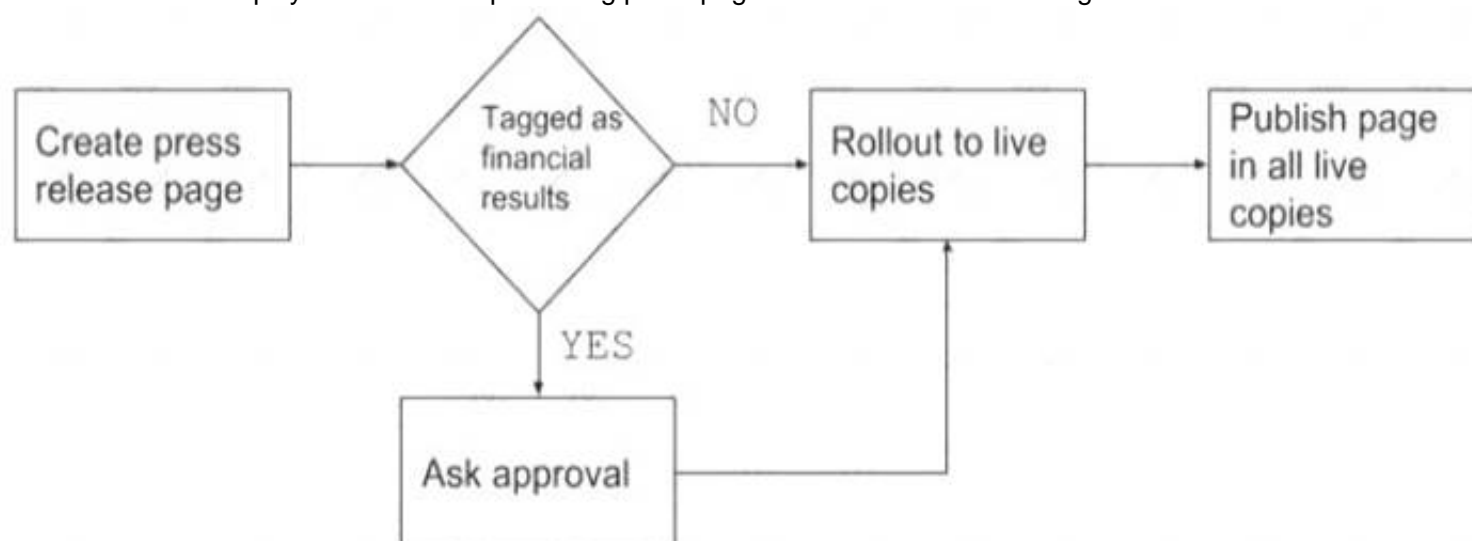 Create press
release page
Tagged as
financial
results
NO
Rollout to live
copies
Publish page
in all live
copies
YES
Ask approval